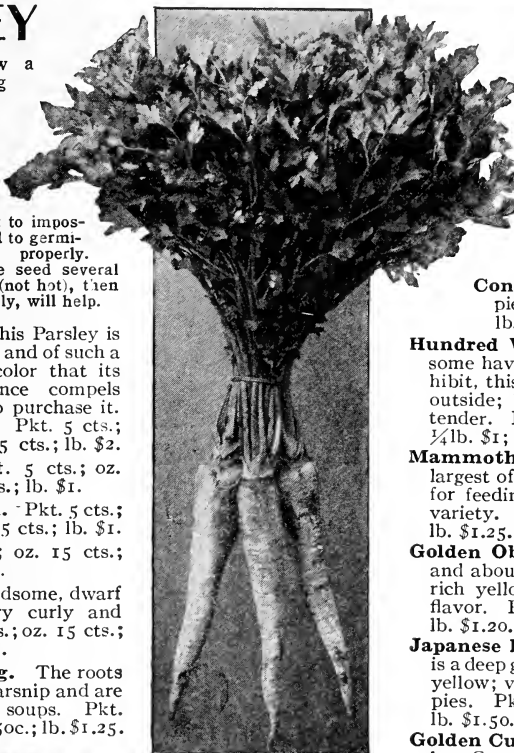 EY
w a
g
t to impos-
d to germi-
properly.
e seed several
(not hot), then
ly, will help.
his Parsley is
and of such a
color that its
nce compels
o purchase it.
Pkt. 5 cts.;
5 cts.; lb. $2.
t. 5 cts.; oz.
s.; lb. $1.
. Pkt. 5 cts.;
5 cts.; lb. $1.
; oz. 15 cts.;
.
dsome, dwarf
ry curly and
s.; oz. 15 cts.;
.
g. The roots
arsnip and are
soups. Pkt.
50c.; lb. $1.25.
Con
pie
lb.
Hundred W
some hav
hibit, this
outside;
tender. P
¼lb. $1;
Mammoth
largest of
for feedin
variety.
lb. $1.25.
Golden Ob
and abou
rich yello
flavor. P
lb. $1.20.
Japanese P
is a deep g
yellow; v
pies. Pk
lb. $1.50.
Golden Cu